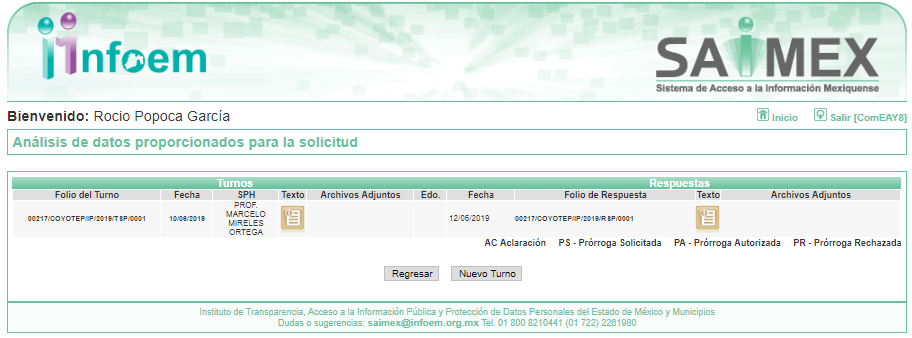 infoem
SAIMEX
Sistema de Acceso a la Información Mexiquense
Bienvenido: Rocio Popoca García
Inicio Salir [ComEAY8]
Análisis de datos proporcionados para la solicitud
Turnos Respuestas
Folio del Turno Fecha SPH Texto Archivos Adjuntos Edo. Fecha Folio de Respuesta Texto Archivos Adjuntos
00217/COYOTEP/IP/2019/TSP/0001 10/06/2019 PROF. MARCELO MIRELES ORTEGA 12/06/2019 00217/COYOTEP/IP/2019/RSP/0001
AC Aclaración PS - Prórroga Solicitada PA - Prórroga Autorizada PR - Prórroga Rechazada
Regresar Nuevo Turno
Instituto de Transparencia, Acceso a la Información Pública y Protección de Datos Personales del Estado de México y Municipios
Dudas o sugerencias: saimex@infoem.org.mx Tel. 01 800 8210441 (01 722) 2261980